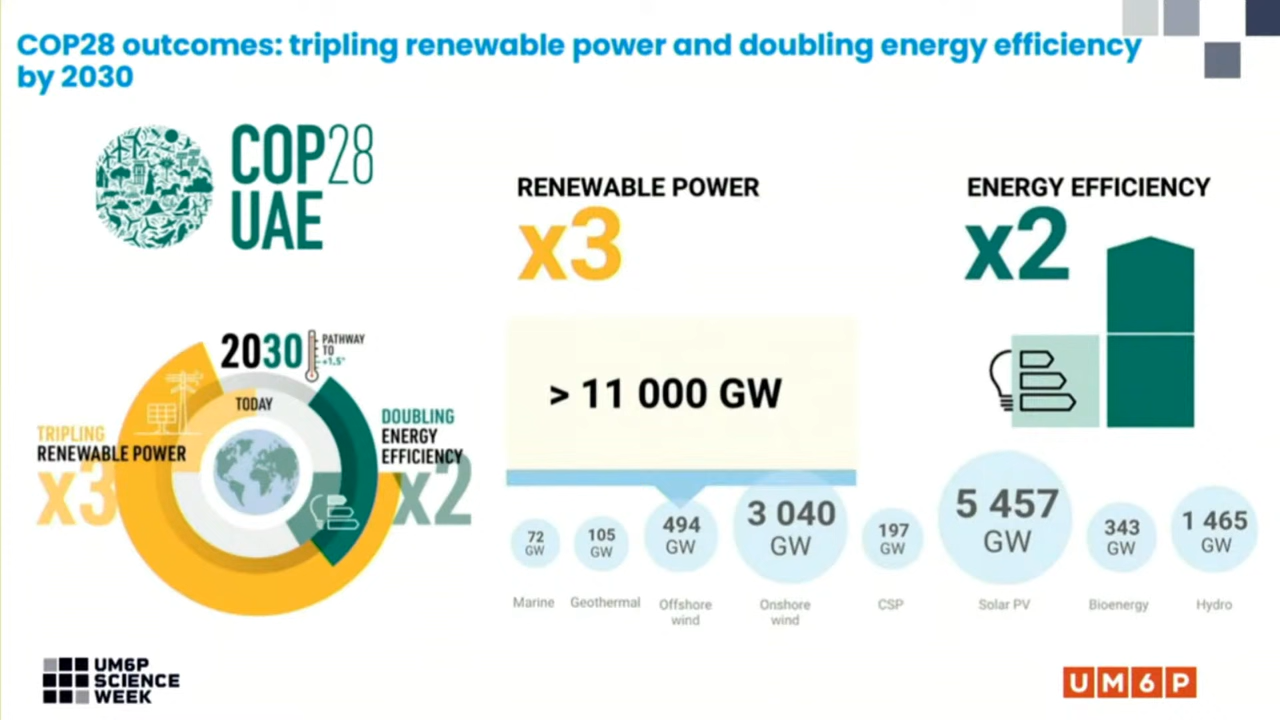 COP28 outcomes: tripling renewable power and doubling energy efficiency
by 2030
COP28
UAE
RENEWABLE POWER
x3
ENERGY EFFICIENCY
x2
2030
PATHWAY
TO
+1.5°
TODAY
TRIPLING
RENEWABLE POWER
x3
DOUBLING
ENERGY
EFFICIENCY
x2
> 11 000 GW
72
GW
105
GW
494
GW
3 040
GW
197
GW
5 457
GW
343
GW
1 465
GW
Marine
Geothermal
Offshore
wind
Onshore
wind
CSP
Solar PV
Bioenergy
Hydro
UM6P
SCIENCE
WEEK
UM6P